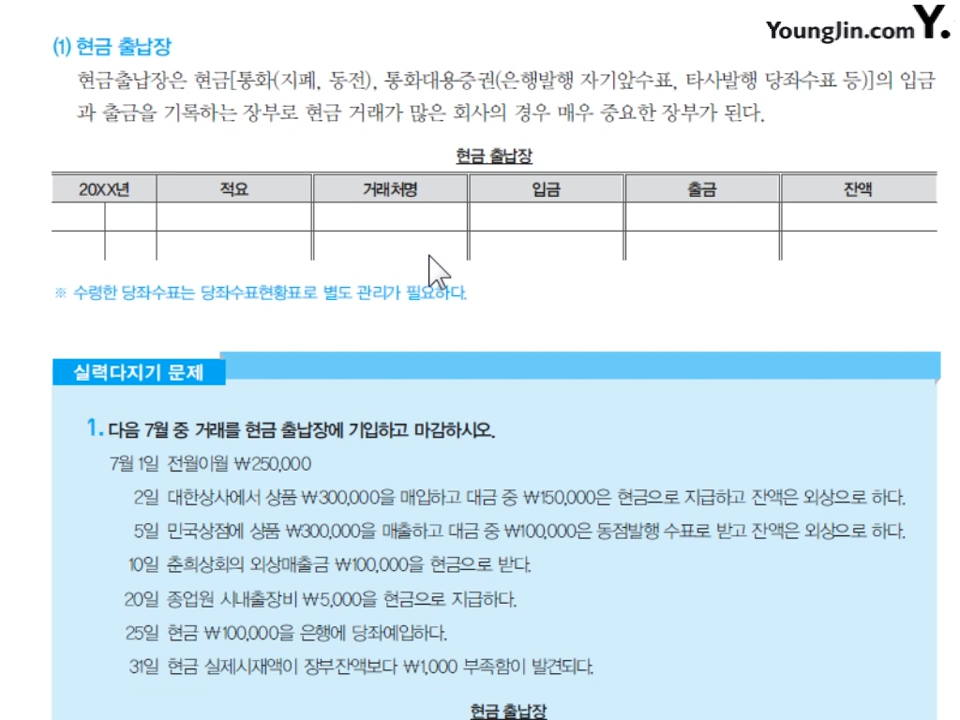 YoungJin.com Y.
(1) 현금 출납장
현금출납장은 현금[통화(지폐, 동전), 통화대용증권(은행발행 자기앞수표, 타사발행 당좌수표 등)]의 입금
과 출금을 기록하는 장부로 현금 거래가 많은 회사의 경우 매우 중요한 장부가 된다.
현금 출납장
20XX년 적요 거래처명 입금 출금 잔액
※ 수령한 당좌수표는 당좌수표현황표로 별도 관리가 필요하다.
실력다지기 문제
1. 다음 7월 중 거래를 현금 출납장에 기입하고 마감하시오.
7월 1일 전월이월 ₩250,000
2일 대한상사에서 상품 ₩300,000을 매입하고 대금 중 ₩150,000은 현금으로 지급하고 잔액은 외상으로 하다.
5일 민국상점에 상품 ₩300,000을 매출하고 대금 중 ₩100,000은 동점발행 수표로 받고 잔액은 외상으로 하다.
10일 춘희상회의 외상매출금 ₩100,000을 현금으로 받다.
20일 종업원 시내출장비 ₩5,000을 현금으로 지급하다.
25일 현금 ₩100,000을 은행에 당좌예입하다.
31일 현금 실제시재액이 장부잔액보다 ₩1,000 부족함이 발견되다.
현금 출납장